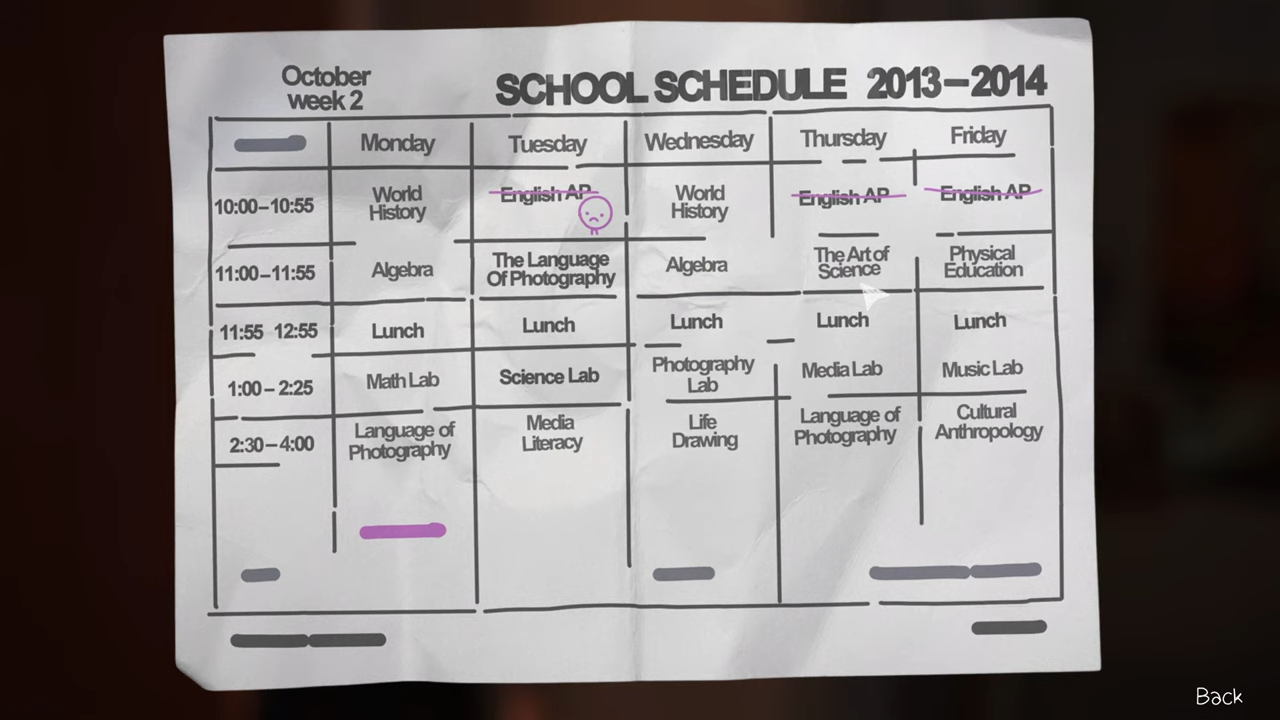 October
week 2
SCHOOL SCHEDULE 2013–2014
Monday Tuesday Wednesday Thursday Friday
10:00–10:55 World History English AP World History English AP English AP
11:00–11:55 Algebra The Language Of Photography Algebra The Art of Science Physical Education
11:55 12:55 Lunch Lunch Lunch Lunch Lunch
1:00–2:25 Math Lab Science Lab Photography Lab Media Lab Music Lab
2:30–4:00 Language of Photography Media Literacy Life Drawing Language of Photography Cultural Anthropology
Back